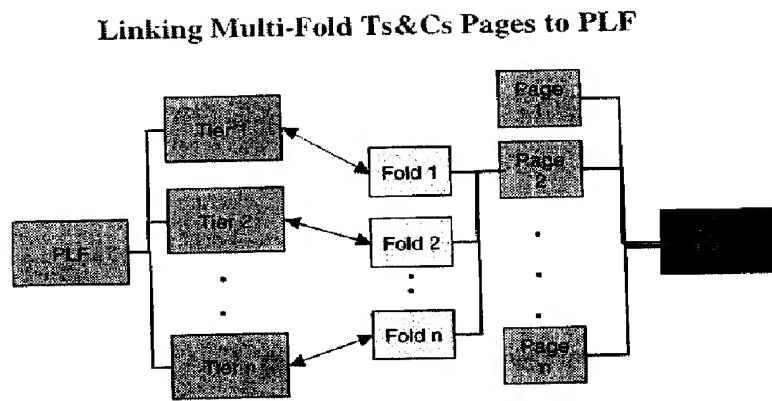 Linking Multi-Fold Ts&Cs Pages to PLF
Page
1
Tier 1
Fold 1
Page
2
Tier 2
Fold 2
PLF
Fold n
Tier n
Page
n